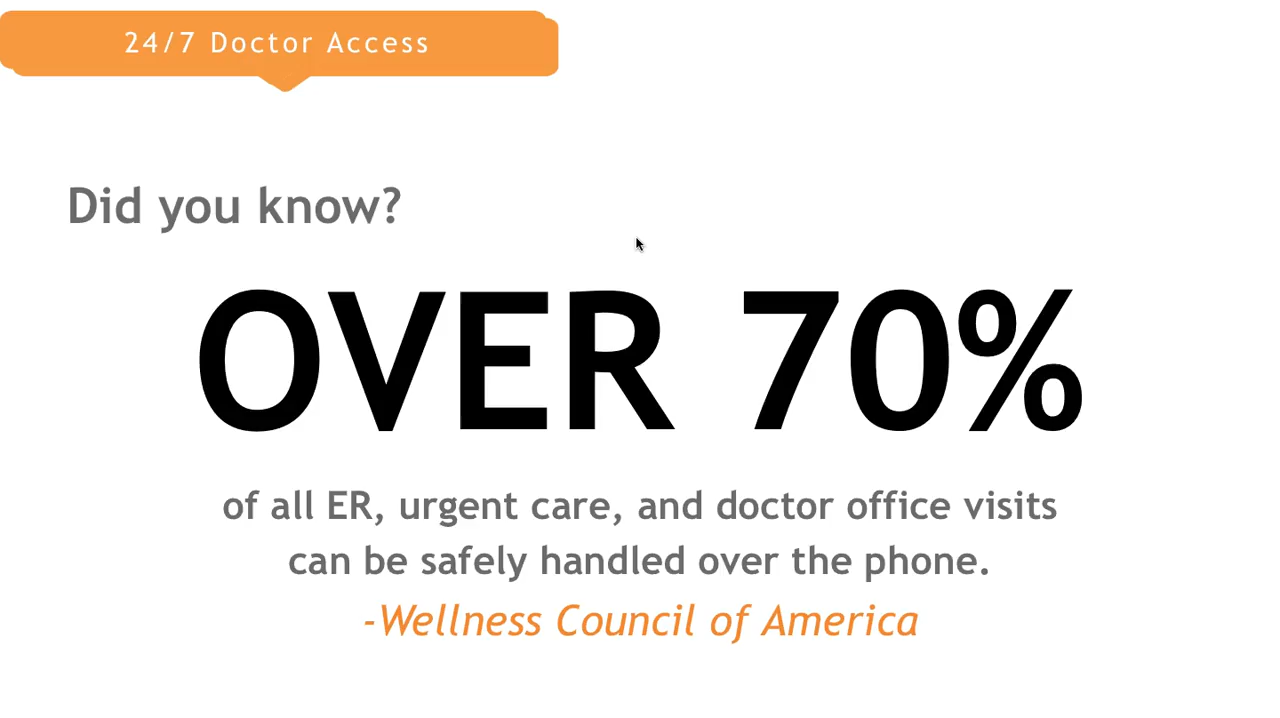 24/7 Doctor Access
Did you know?
OVER 70%
of all ER, urgent care, and doctor office visits
can be safely handled over the phone.
-Wellness Council of America